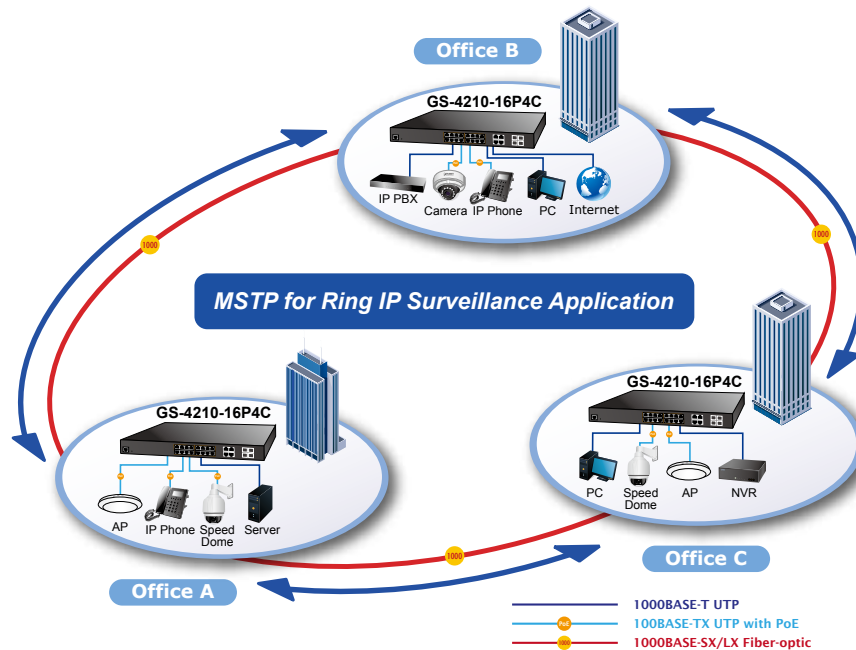 Office B
GS-4210-16P4C
IP PBX
Camera
IP Phone
PC
Internet
1000
1000
MSTP for Ring IP Surveillance Application
GS-4210-16P4C
AP
IP Phone
Speed
Dome
Server
Office A
GS-4210-16P4C
PC
Speed
Dome
AP
NVR
Office C
1000
1000BASE-T UTP
PoE
100BASE-TX UTP with PoE
1000
1000BASE-SX/LX Fiber-optic